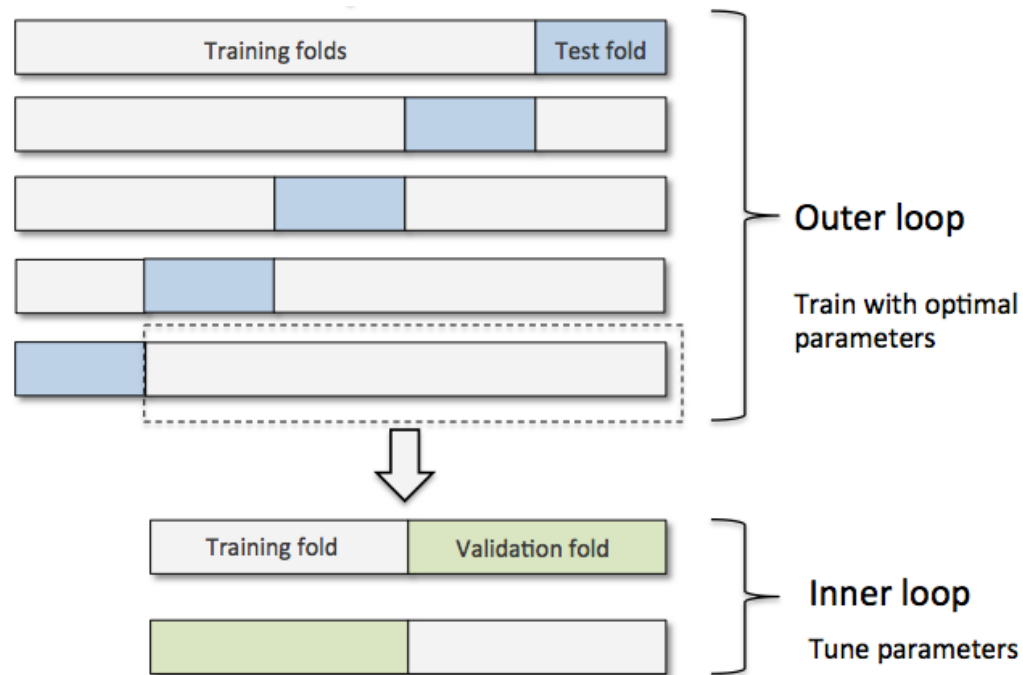 Training folds
Test fold
Outer loop
Train with optimal
parameters
Training fold
Validation fold
Inner loop
Tune parameters